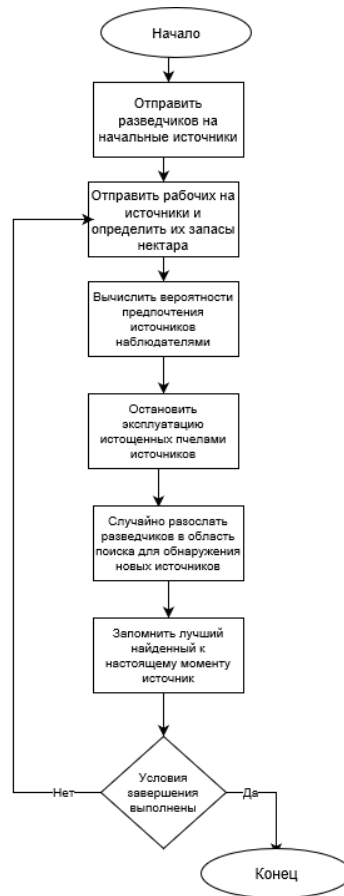 Начало
Отправить
разведчиков на
начальные источники
Отправить рабочих на
источники и
определить их запасы
нектара
Вычислить вероятности
предпочтения
источников
наблюдателями
Остановить
эксплуатацию
истощенных пчелами
источников
Случайно разослать
разведчиков в область
поиска для обнаружения
новых источников
Запомнить лучший
найденный к
настоящему моменту
источник
Условия
завершения
выполнены
Нет
Да
Конец